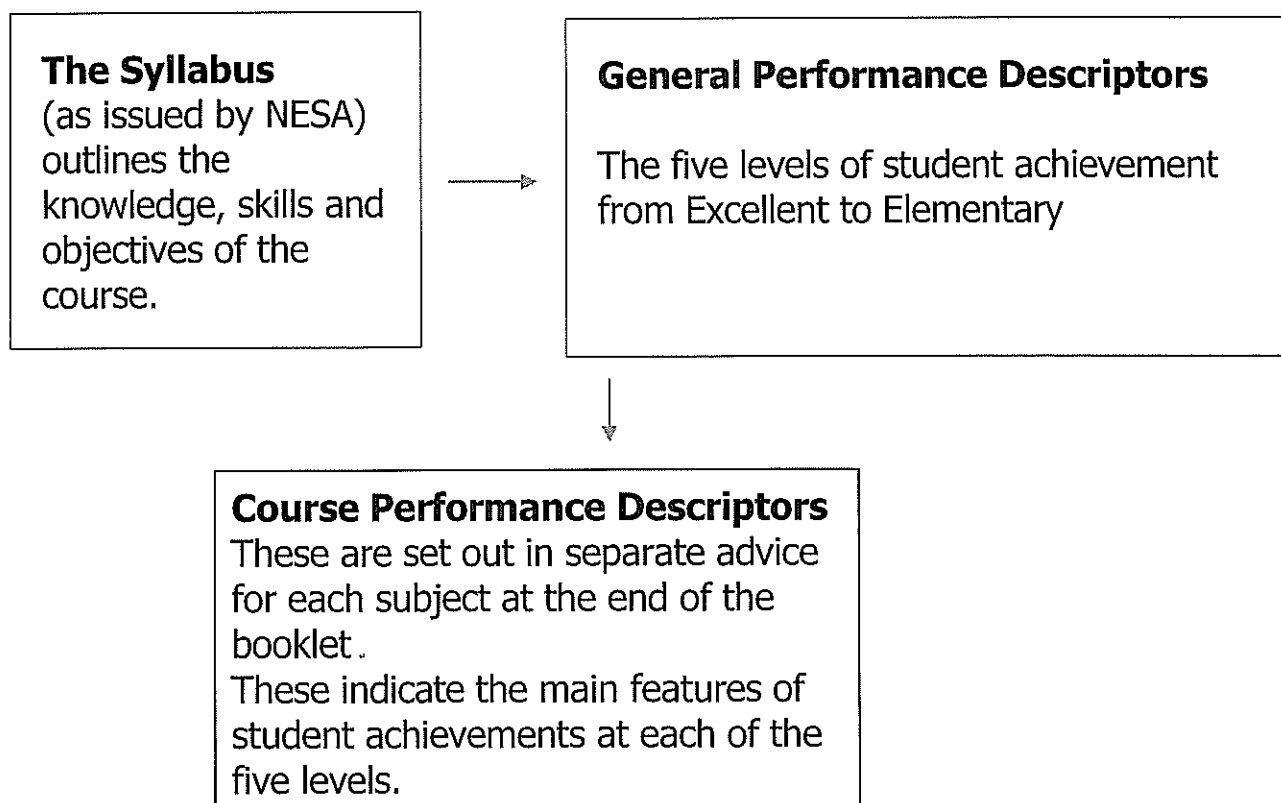 The Syllabus
(as issued by NESA)
outlines the
knowledge, skills and
objectives of the
course.
General Performance Descriptors
The five levels of student achievement
from Excellent to Elementary
Course Performance Descriptors
These are set out in separate advice
for each subject at the end of the
booklet.
These indicate the main features of
student achievements at each of the
five levels.